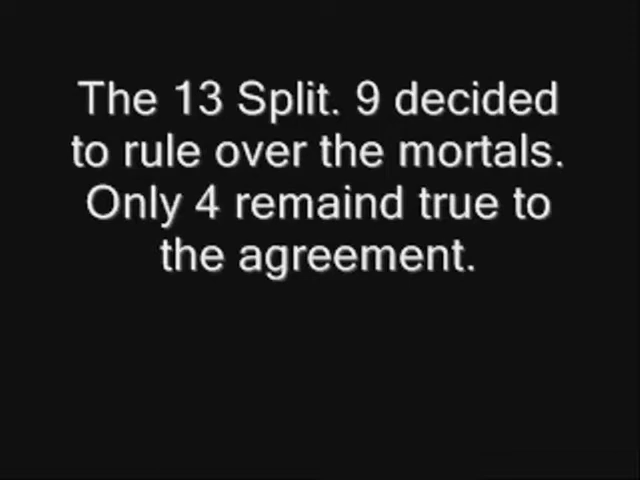 The 13 Split. 9 decided
to rule over the mortals.
Only 4 remaind true to
the agreement.